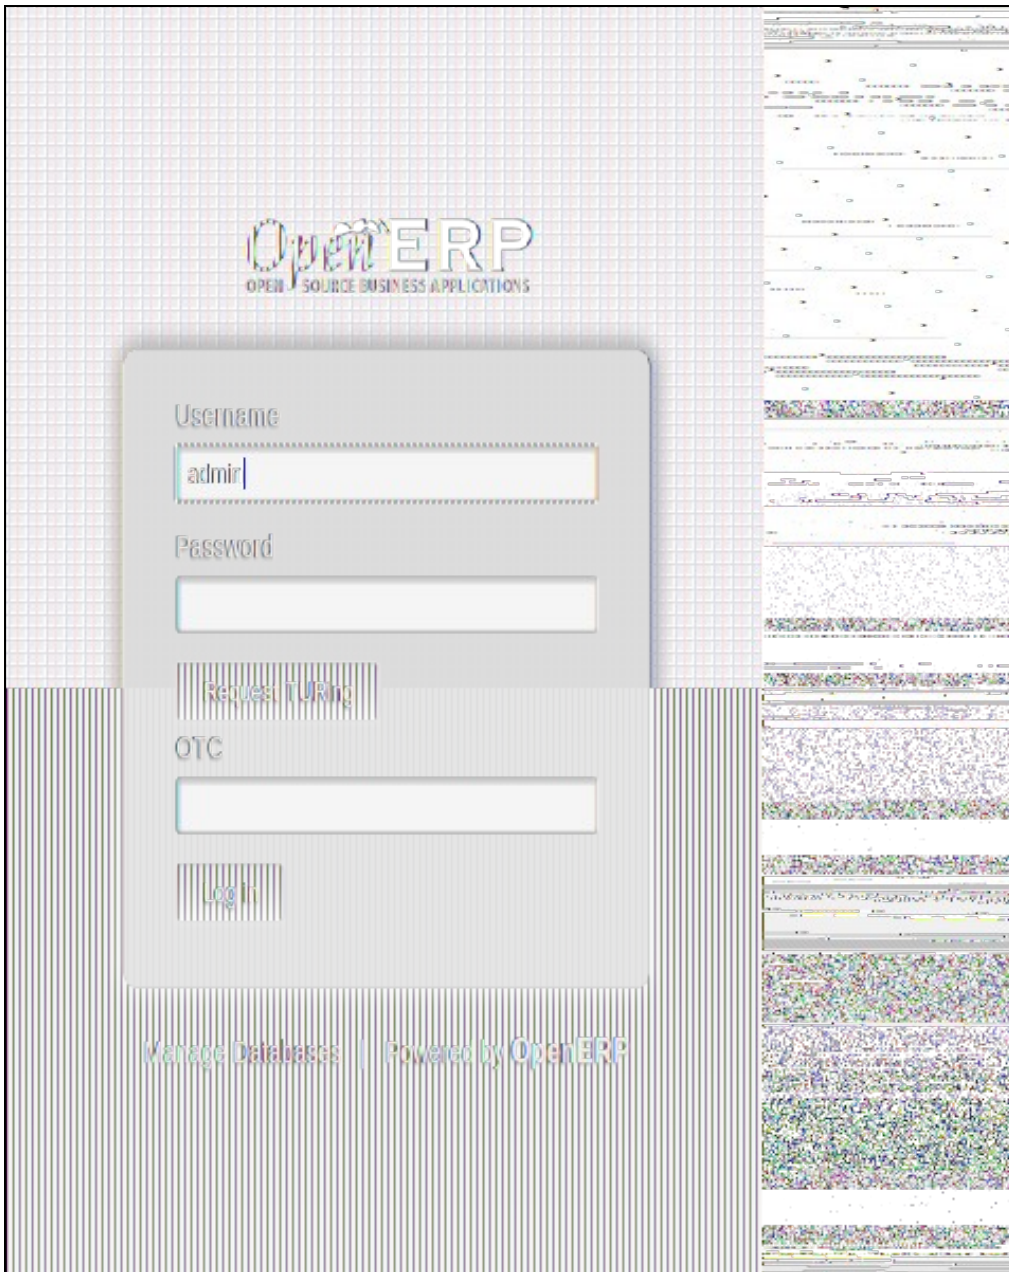 OpenERP
OPEN SOURCE BUSINESS APPLICATIONS
Username
admin
Password
Request TURing
OTC
Log in
Manage Databases | Powered by OpenERP